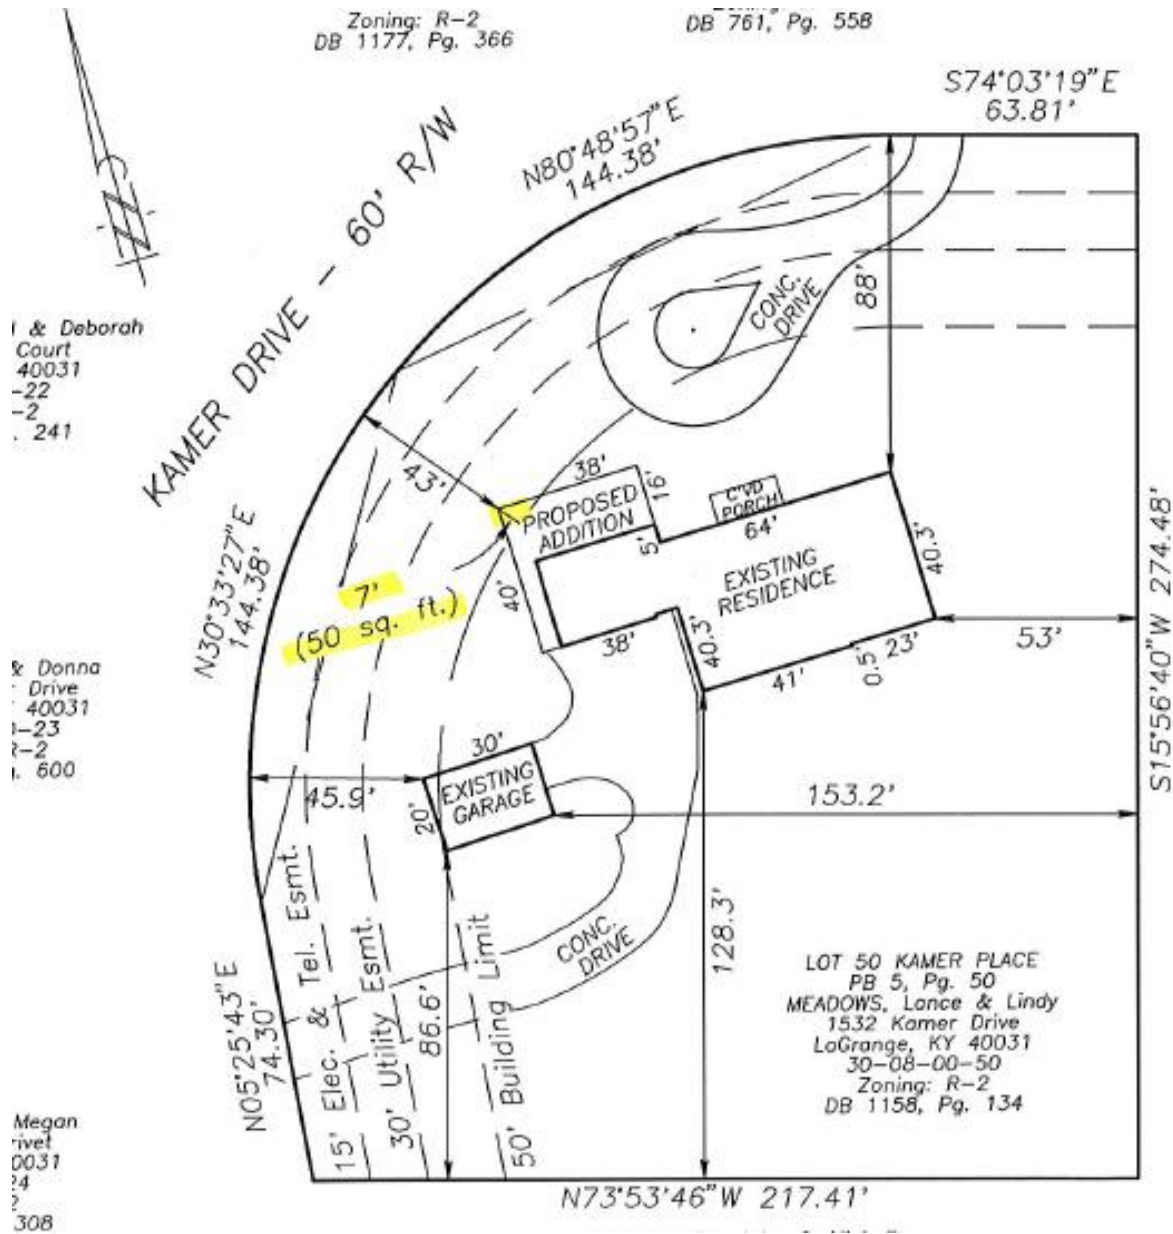 Zoning: R-2
DB 1177, Pg. 366
DB 761, Pg. 558
S74°03'19"E
63.81'
N80°48'57"E
144.38'
KAMER DRIVE - 60' R/W
N
& Deborah
Court
40031
-22
-2
. 241
CONC.
DRIVE
88'
43'
38'
16'
PROPOSED
ADDITION
C'VD
PORCH
64'
5'
EXISTING
RESIDENCE
40.3'
S15°56'40"W 274.48'
N30°33'27"E
144.38'
7'
(50 sq. ft.)
40'
38'
40.3'
41'
0.5'
23'
53'
& Donna
Drive
40031
-23
R-2
. 600
30'
EXISTING
GARAGE
20'
45.9'
153.2'
CONC.
DRIVE
128.3'
86.6'
N05°25'43"E
74.30'
15' Elec. & Tel. Esmt.
30' Utility Esmt.
50' Building Limit
LOT 50 KAMER PLACE
PB 5, Pg. 50
MEADOWS, Lance & Lindy
1532 Kamer Drive
LaGrange, KY 40031
30-08-00-50
Zoning: R-2
DB 1158, Pg. 134
Megan
rive
0031
24
2
308
N73°53'46"W 217.41'